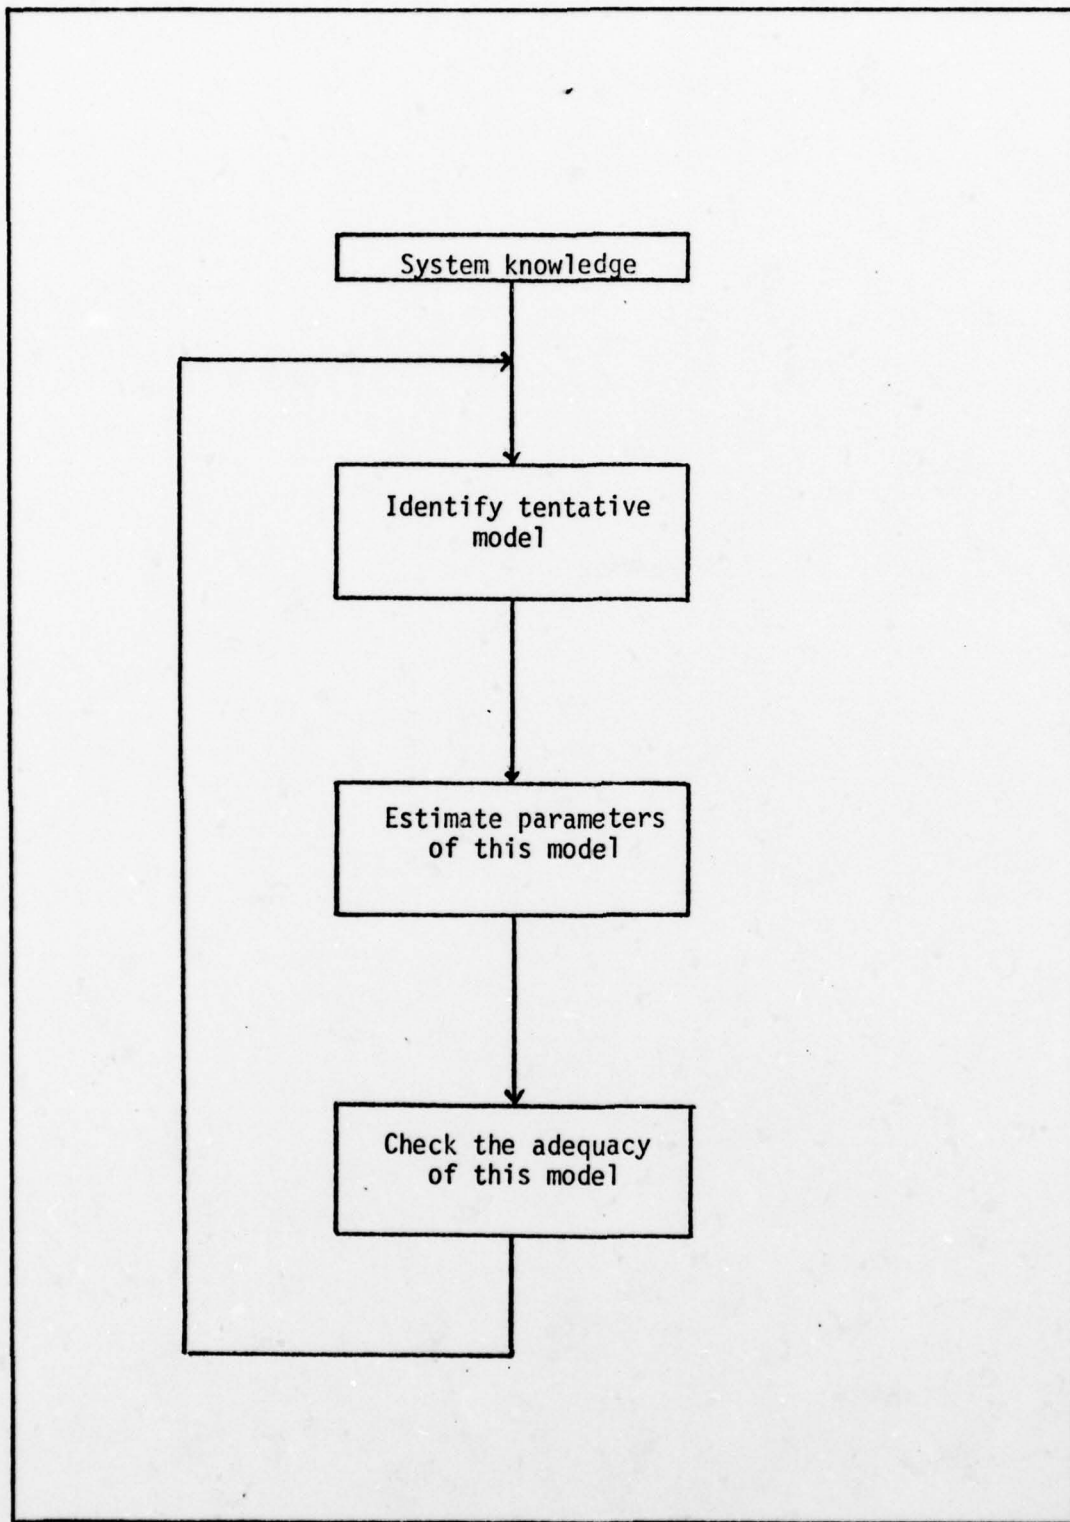 System knowledge
Identify tentative
model
Estimate parameters
of this model
Check the adequacy
of this model